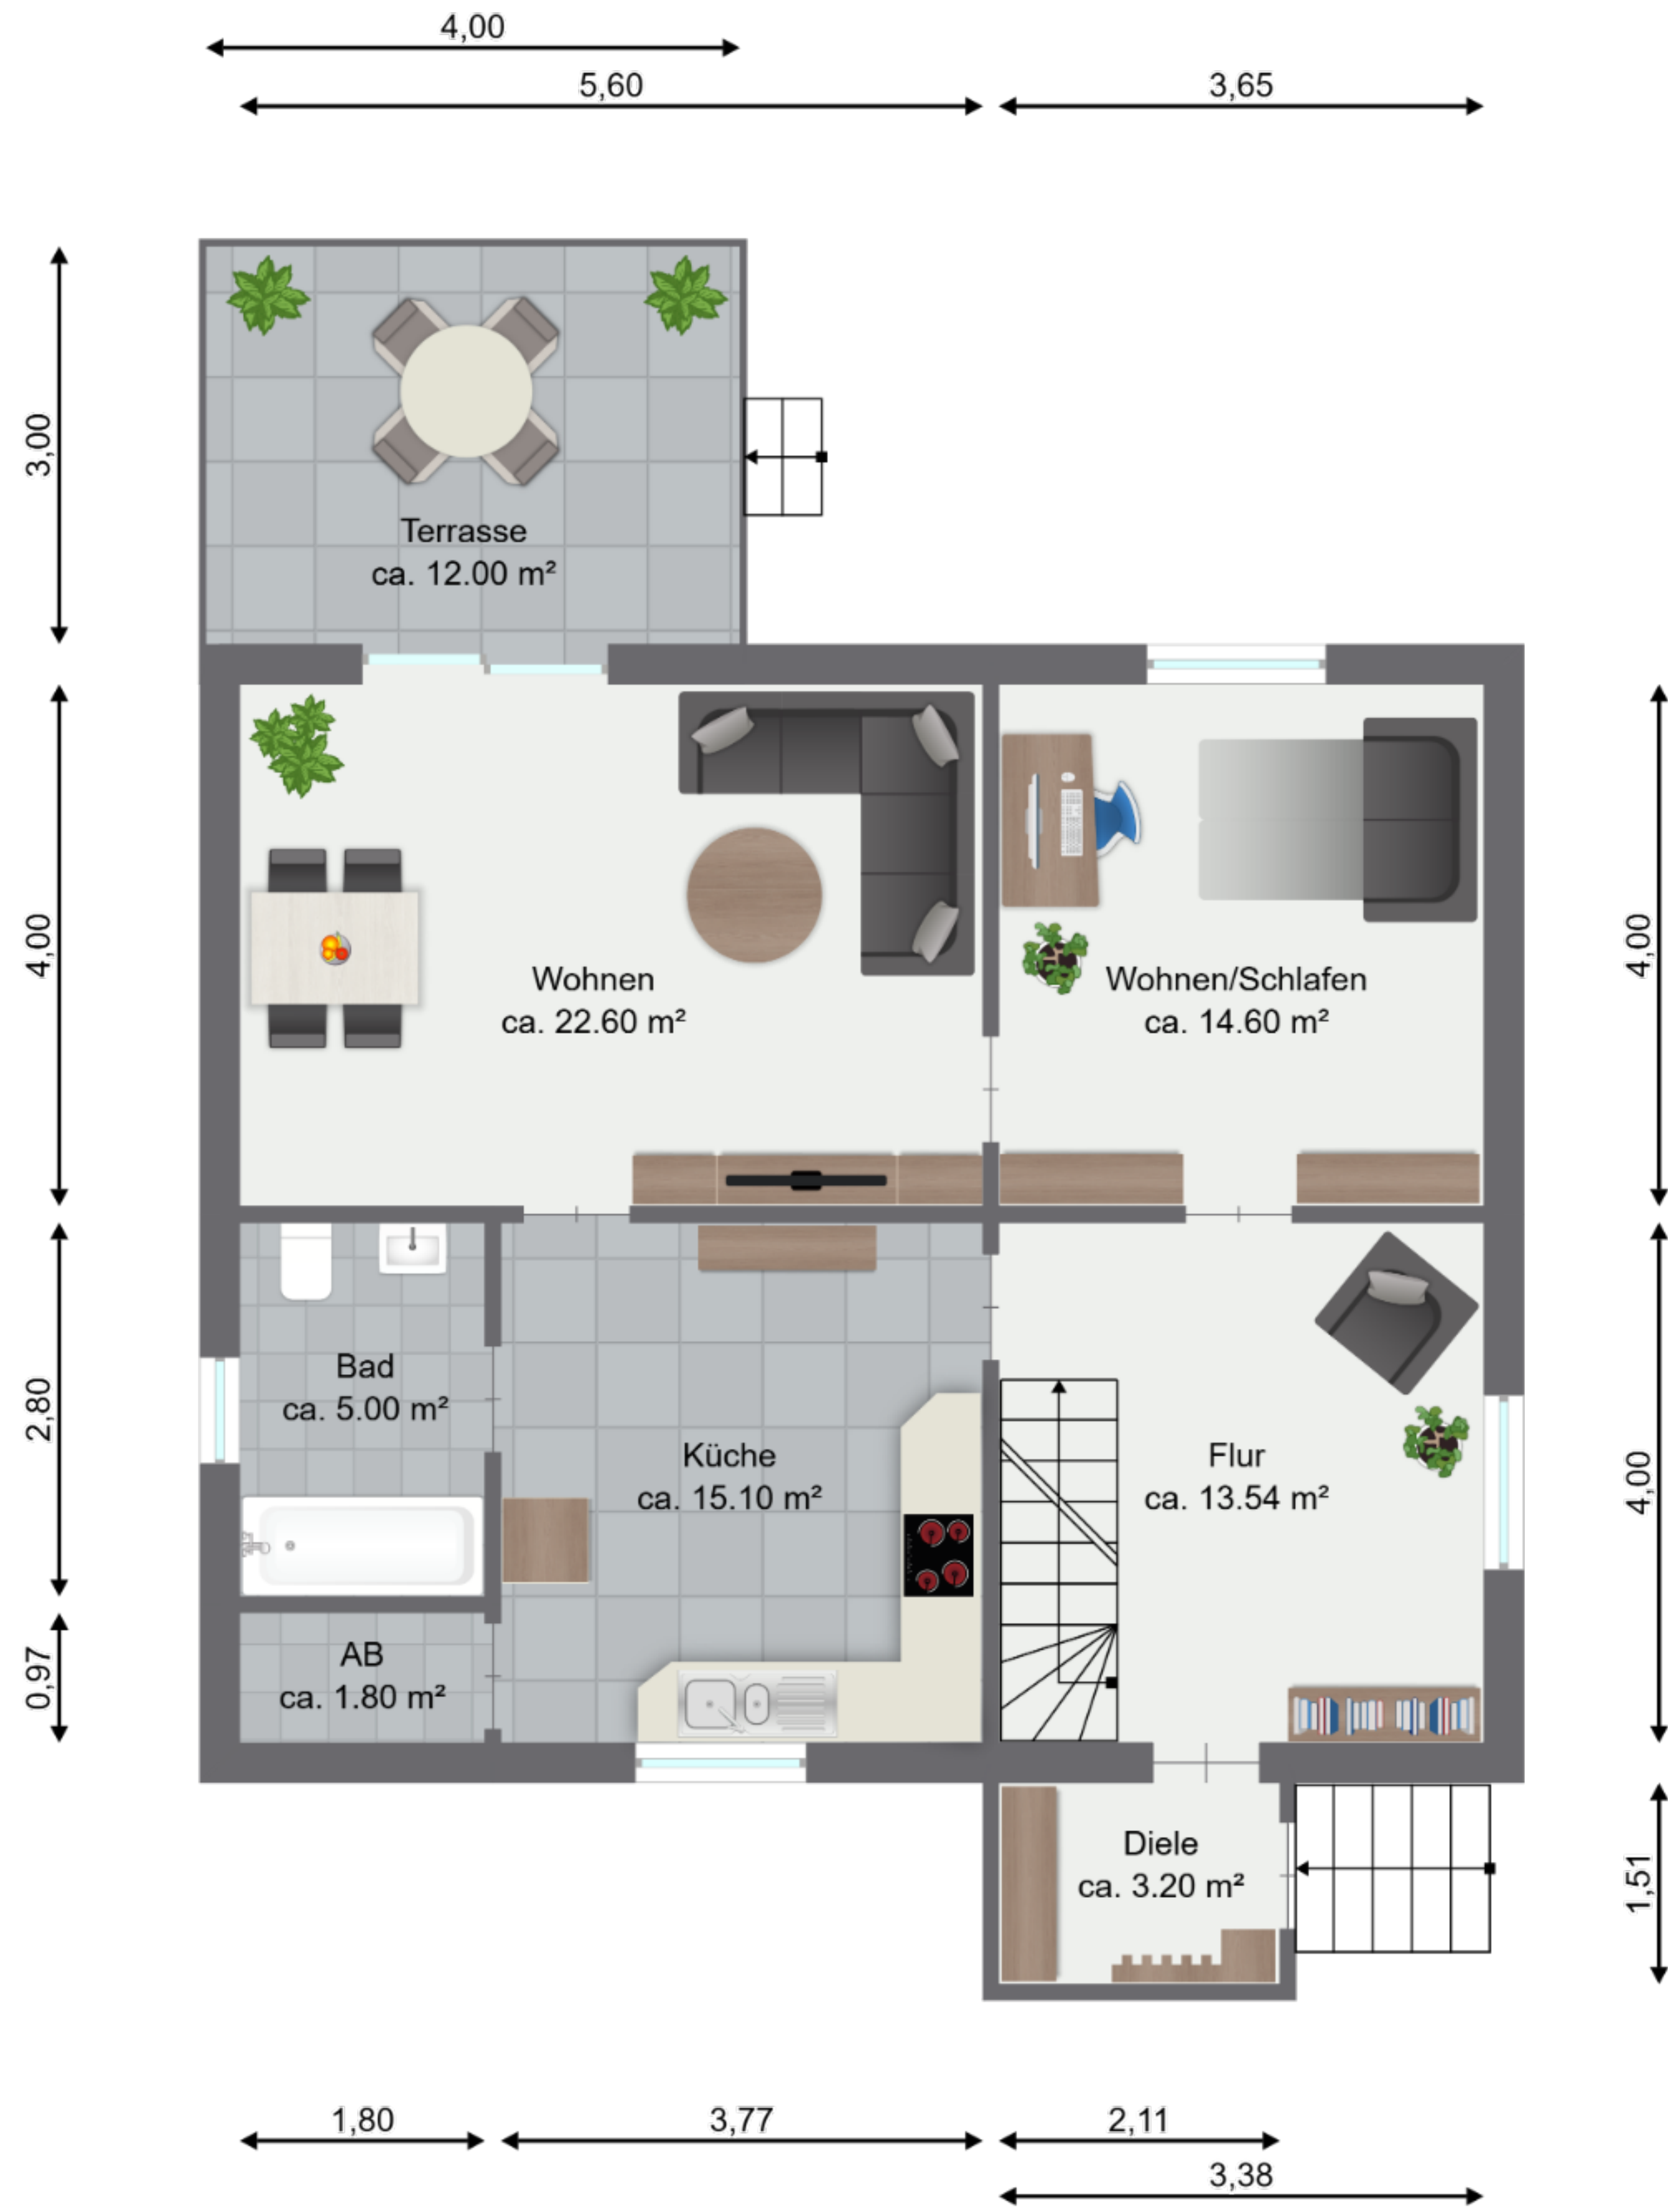 4,00
5,60
3,65
3,00
Terrasse
ca. 12.00 m²
4,00
4,00
Wohnen
ca. 22.60 m²
Wohnen/Schlafen
ca. 14.60 m²
2,80
Bad
ca. 5.00 m²
Küche
ca. 15.10 m²
Flur
ca. 13.54 m²
4,00
0,97
AB
ca. 1.80 m²
Diele
ca. 3.20 m²
1,51
1,80
3,77
2,11
3,38